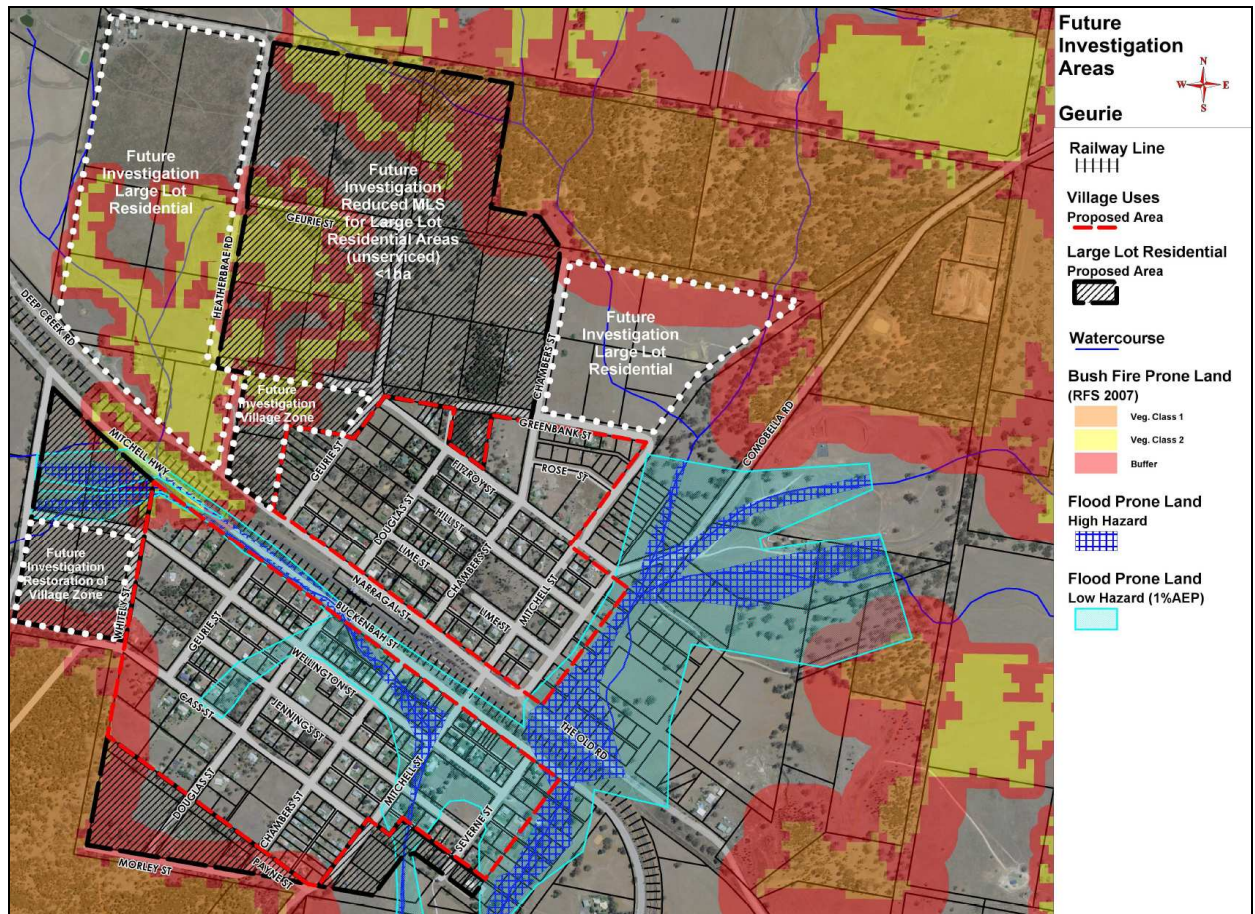 Future
Investigation
Areas
Geurie
N
W
E
S
Railway Line
Village Uses
Proposed Area
Large Lot Residential
Proposed Area
Watercourse
Bush Fire Prone Land
(RFS 2007)
Veg. Class 1
Veg. Class 2
Buffer
Flood Prone Land
High Hazard
Flood Prone Land
Low Hazard (1%AEP)
Future
Investigation
Large Lot
Residential
Future
Investigation
Reduced MLS
for Large Lot
Residential Areas
(unserviced)
<1ha
GEURIE ST
HEATHERBRAE RD
DEEP CREEK RD
Future
Investigation
Large Lot
Residential
CHAMBERS ST
Future
Investigation
Village Zone
MITCHELL HWY
GREENBANK ST
COMOBELLA RD
GEURIE ST
ROSE ST
FITZROY ST
DOUGLAS ST
HILL ST
LIME ST
CHAMBERS ST
MITCHELL ST
LIME ST
NARRAGAL ST
BUCKENBAH ST
Future
Investigation
Restoration of
Village Zone
WHITELY ST
GEURIE ST
WELLINGTON ST
CASS ST
JENNINGS ST
THE OLD RD
DOUGLAS ST
CHAMBERS ST
MITCHELL ST
SEVERNE ST
MORLEY ST
PAYNE ST